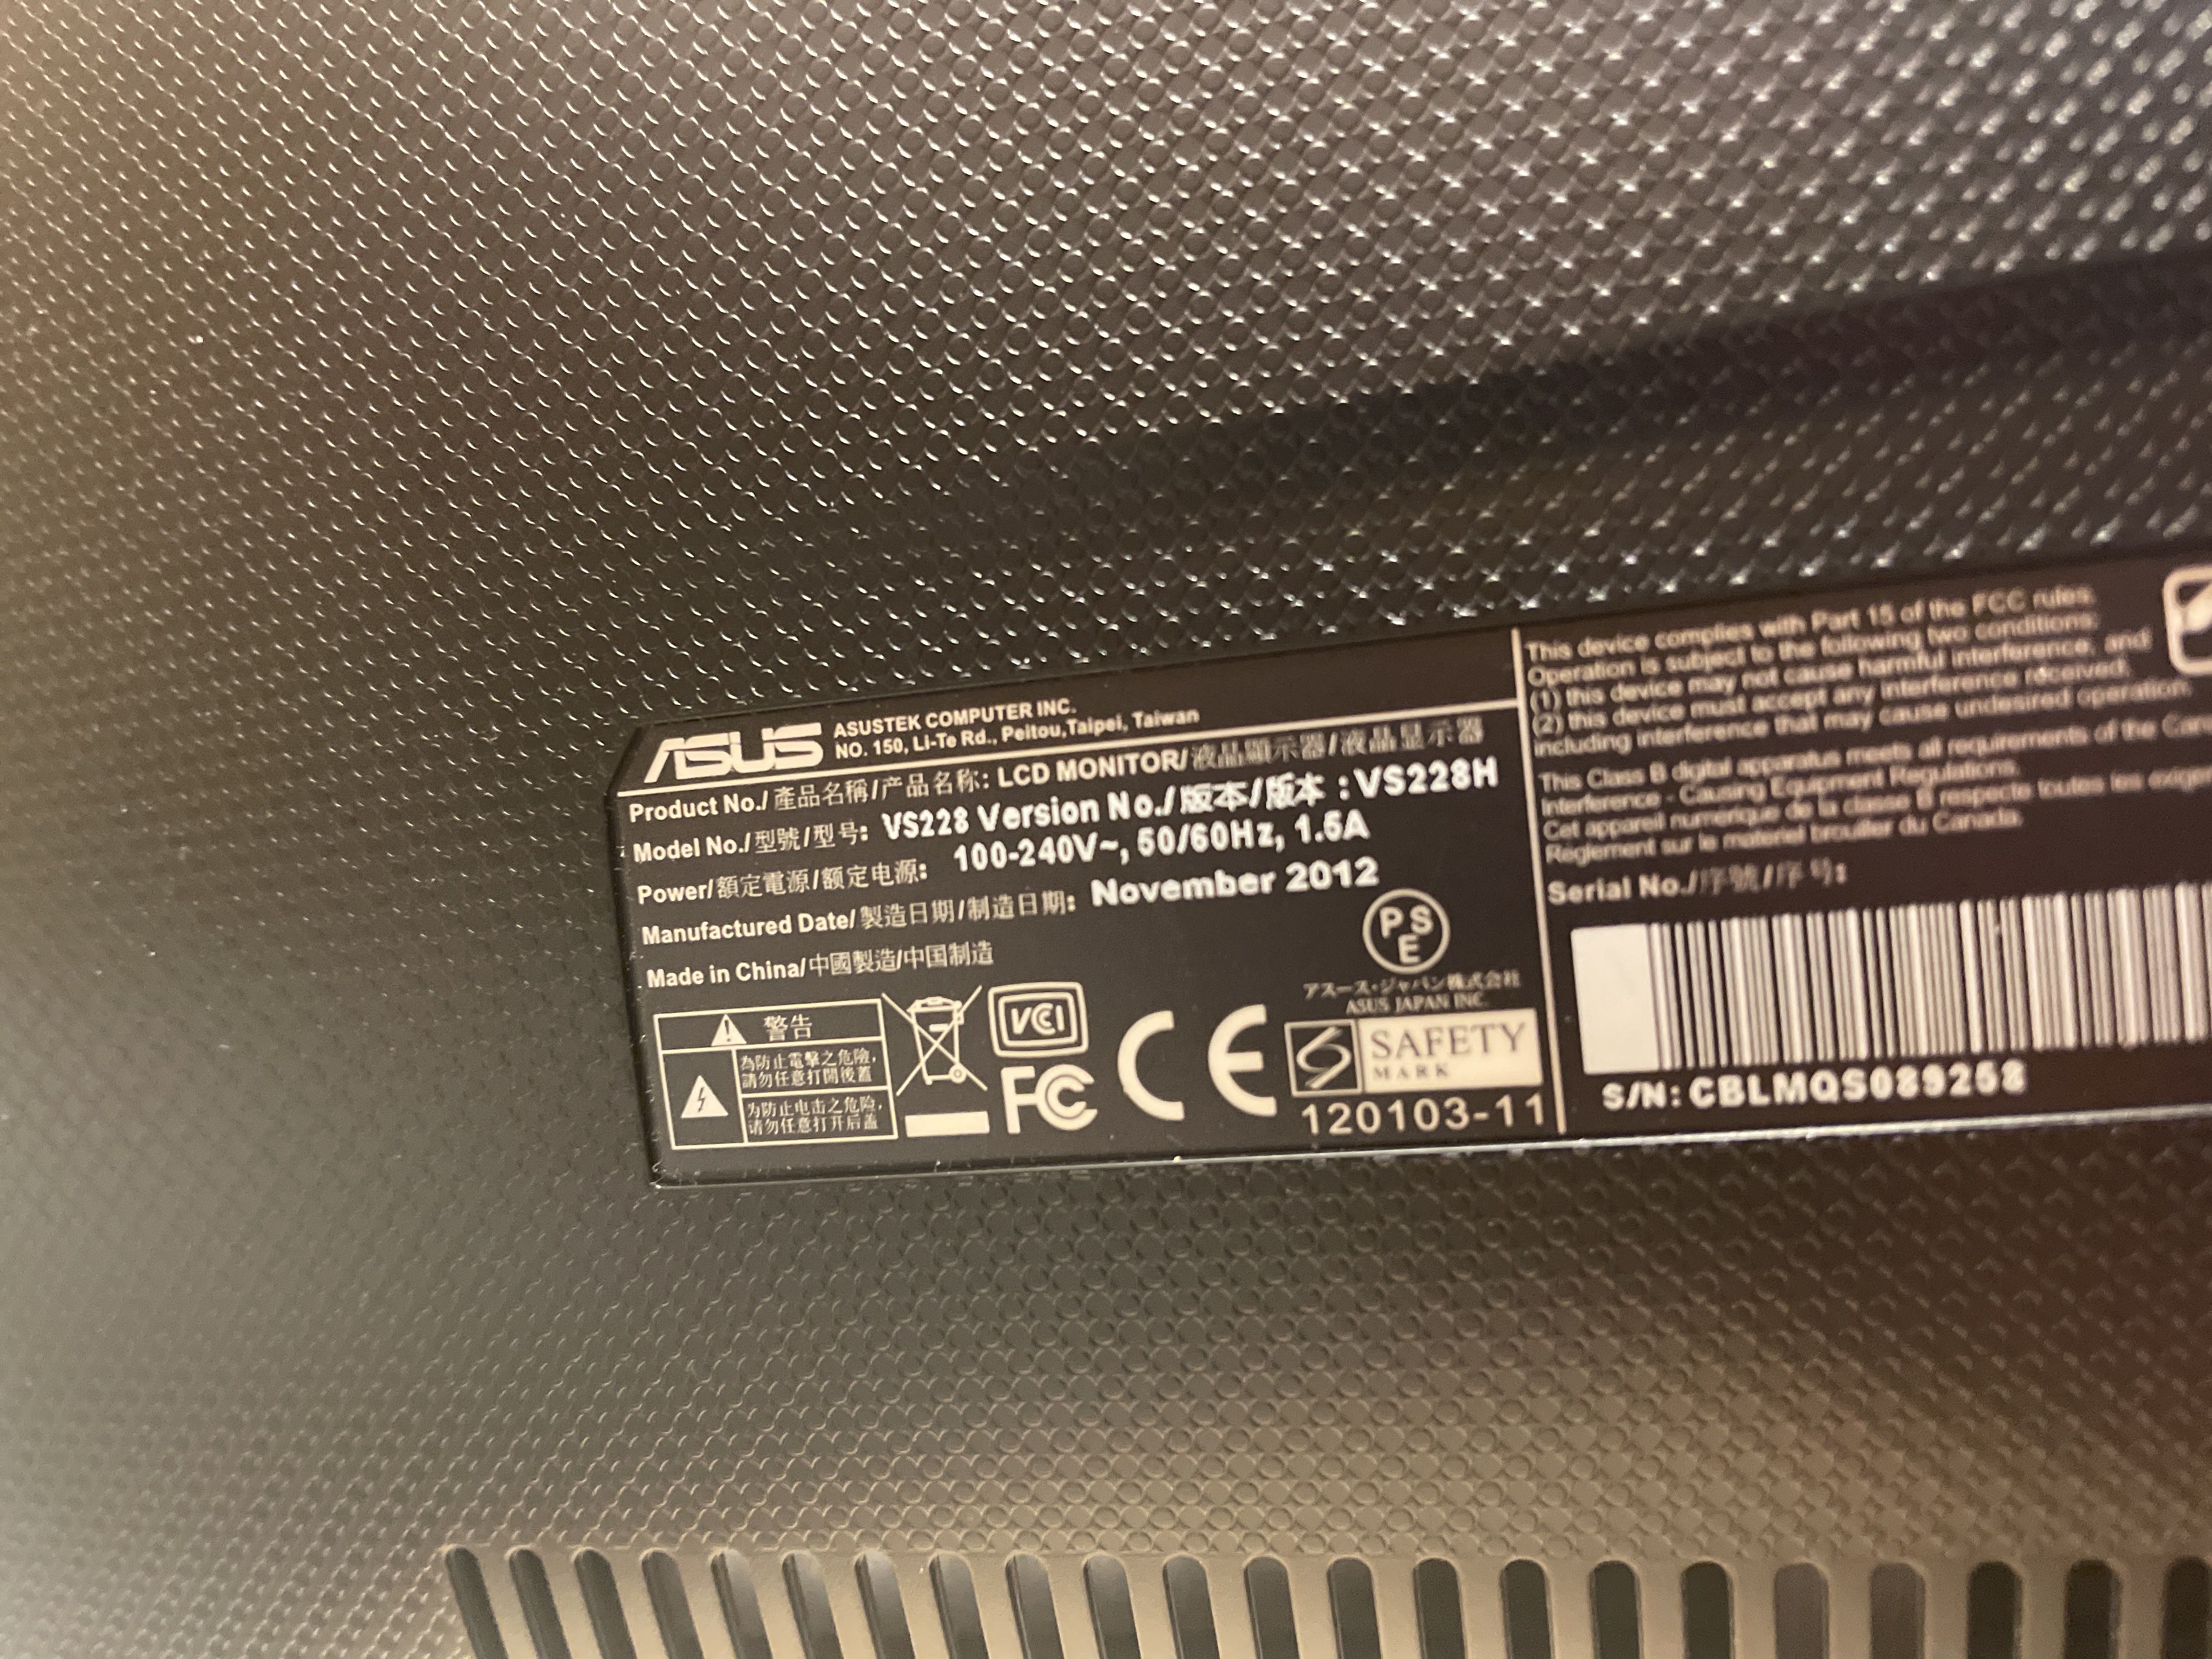 ASUS
ASUSTEK COMPUTER INC.
NO. 150, Li-Te Rd., Peitou,Taipei, Taiwan
Product No./產品名稱/产品名称: LCD MONITOR/液晶顯示器/液晶显示器
Model No./型號/型号: VS228 Version No./版本/版本 : VS228H
Power/額定電源/额定电源: 100-240V~, 50/60Hz, 1.5A
Manufactured Date/製造日期/制造日期: November 2012
Made in China/中國製造/中国制造
警告
為防止電擊之危險,
請勿任意打開後蓋
为防止电击之危险,
请勿任意打开后盖
VCI
FC
CE
PSE
アスース・ジャパン株式会社
ASUS JAPAN INC.
SAFETY
MARK
120103-11
This device complies with Part 15 of the FCC rules.
Operation is subject to the following two conditions:
(1) this device may not cause harmful interference, and
(2) this device must accept any interference received,
including interference that may cause undesired operation.
This Class B digital apparatus meets all requirements of the
Interference - Causing Equipment Regulations.
Cet appareil numerique de la classe B respecte toutes les
Reglement sur le materiel brouiller du Canada.
Serial No./序號/序号:
S/N: CBLMQS089258